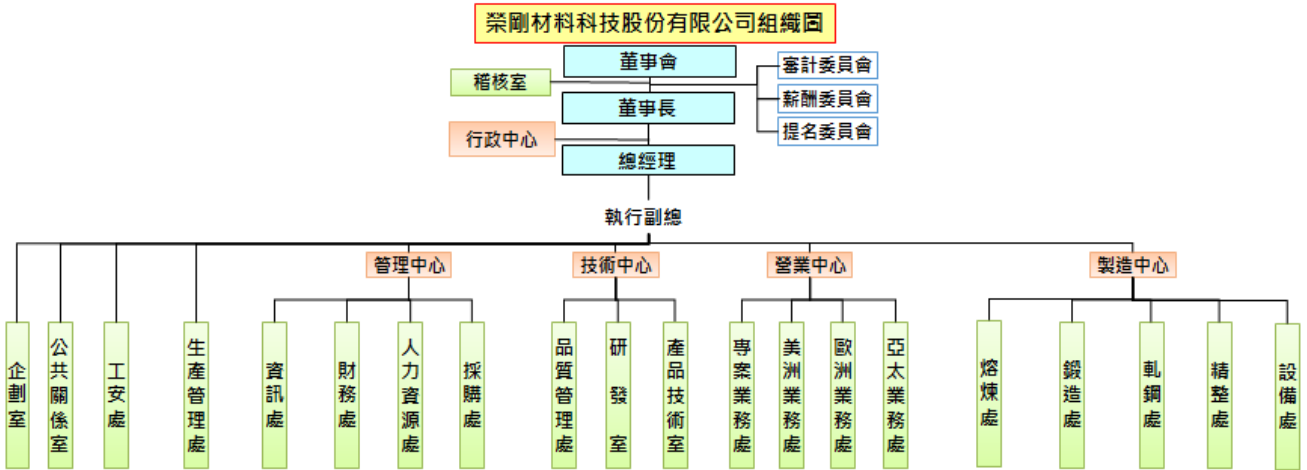 榮剛材料科技股份有限公司組織圖
董事會
審計委員會
稽核室
薪酬委員會
董事長
提名委員會
行政中心
總經理
執行副總
管理中心
技術中心
營業中心
製造中心
企劃室
公共關係室
工安處
生產管理處
資訊處
財務處
人力資源處
採購處
品質管理處
研發室
產品技術室
專案業務處
美洲業務處
歐洲業務處
亞太業務處
熔煉處
鍛造處
軋鋼處
精整處
設備處